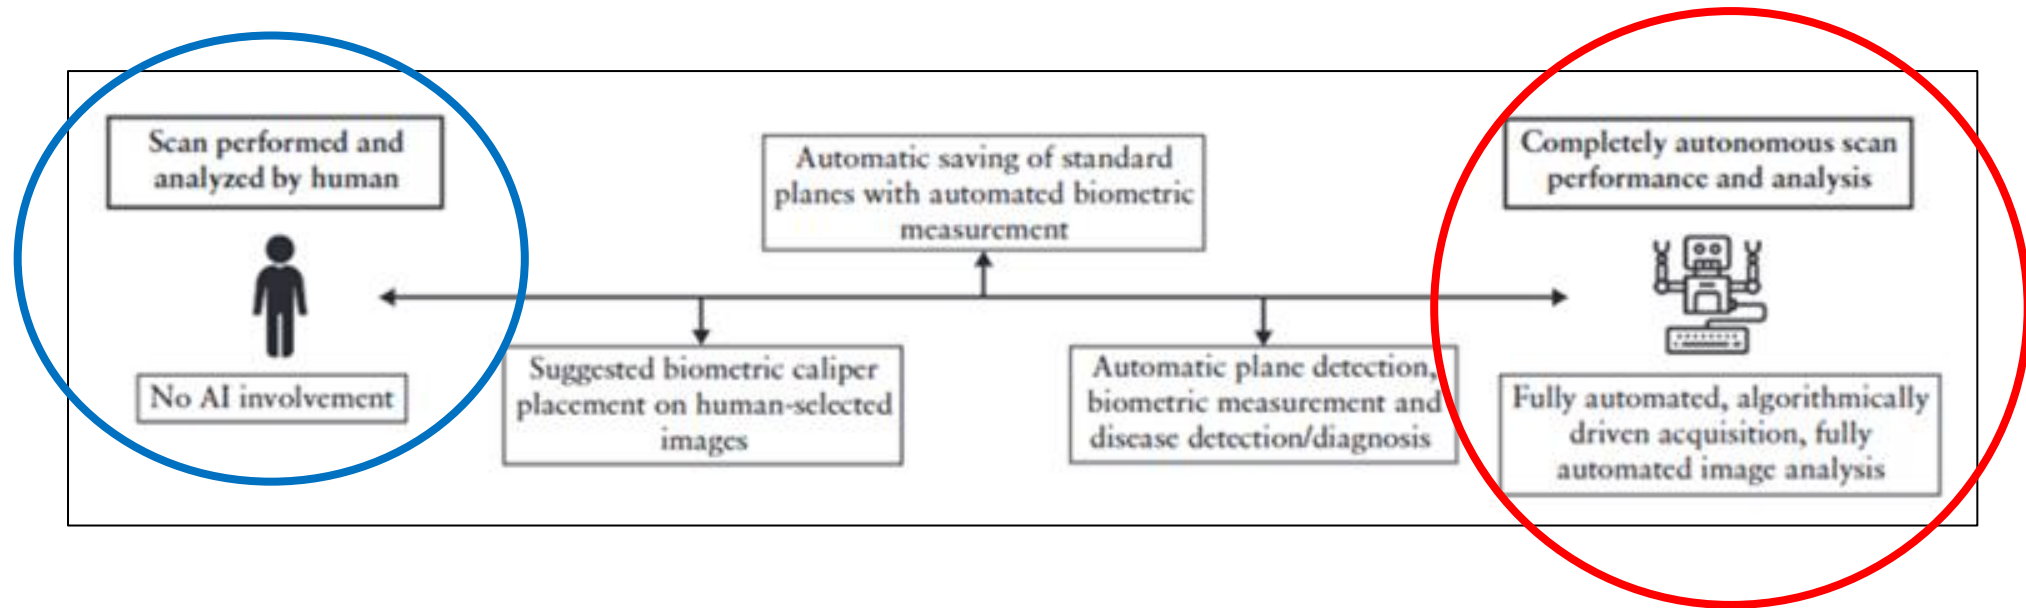 Scan performed and
analyzed by human
No AI involvement
Suggested biometric caliper
placement on human-selected
images
Automatic saving of standard
planes with automated biometric
measurement
Automatic plane detection,
biometric measurement and
disease detection/diagnosis
Completely autonomous scan
performance and analysis
Fully automated, algorithmically
driven acquisition, fully
automated image analysis